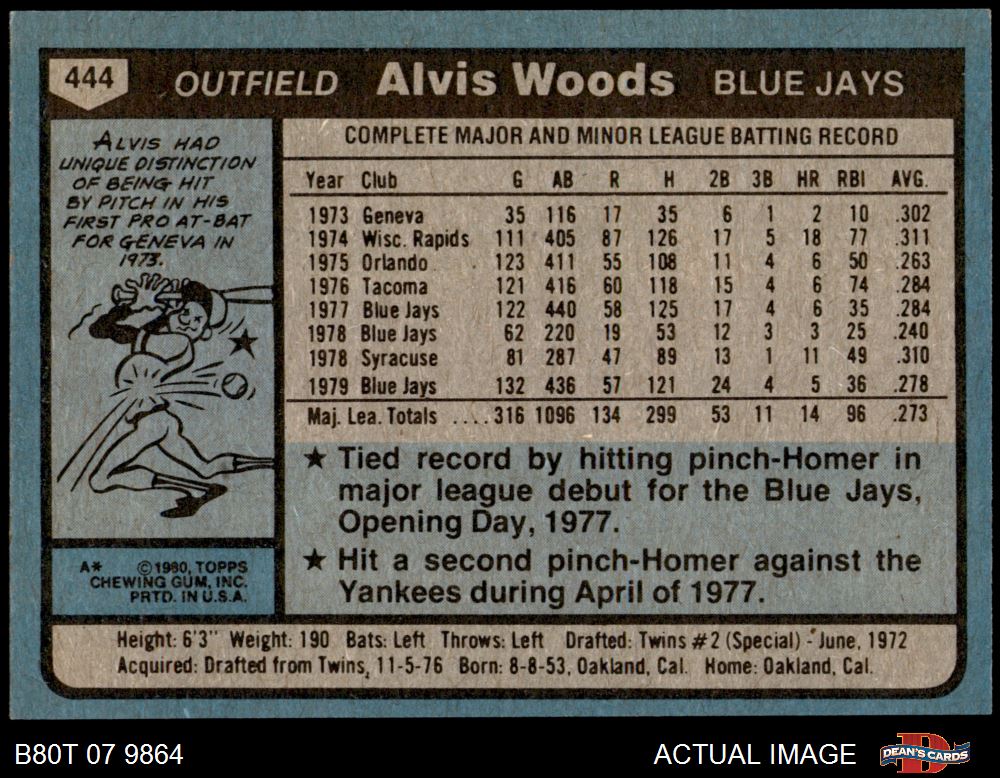 444 OUTFIELD Alvis Woods BLUE JAYS
ALVIS HAD
UNIQUE DISTINCTION
OF BEING HIT
BY PITCH IN HIS
FIRST PRO AT-BAT
FOR GENEVA IN
1973.
COMPLETE MAJOR AND MINOR LEAGUE BATTING RECORD
Year Club G AB R H 2B 3B HR RBI AVG.
1973 Geneva 35 116 17 35 6 1 2 10 .302
1974 Wisc. Rapids 111 405 87 126 17 5 18 77 .311
1975 Orlando 123 411 55 108 11 4 6 50 .263
1976 Tacoma 121 416 60 118 15 4 6 74 .284
1977 Blue Jays 122 440 58 125 17 4 6 35 .284
1978 Blue Jays 62 220 19 53 12 3 3 25 .240
1978 Syracuse 81 287 47 89 13 1 11 49 .310
1979 Blue Jays 132 436 57 121 24 4 5 36 .278
Maj. Lea. Totals ....316 1096 134 299 53 11 14 96 .273
★ Tied record by hitting pinch-Homer in
major league debut for the Blue Jays,
Opening Day, 1977.
★ Hit a second pinch-Homer against the
Yankees during April of 1977.
A* ©1980, TOPPS
CHEWING GUM, INC.
PRTD. IN U.S.A.
Height: 6'3" Weight: 190 Bats: Left Throws: Left Drafted: Twins #2 (Special) - June, 1972
Acquired: Drafted from Twins, 11-5-76 Born: 8-8-53, Oakland, Cal. Home: Oakland, Cal.
B80T 07 9864 ACTUAL IMAGE DEAN'S CARDS